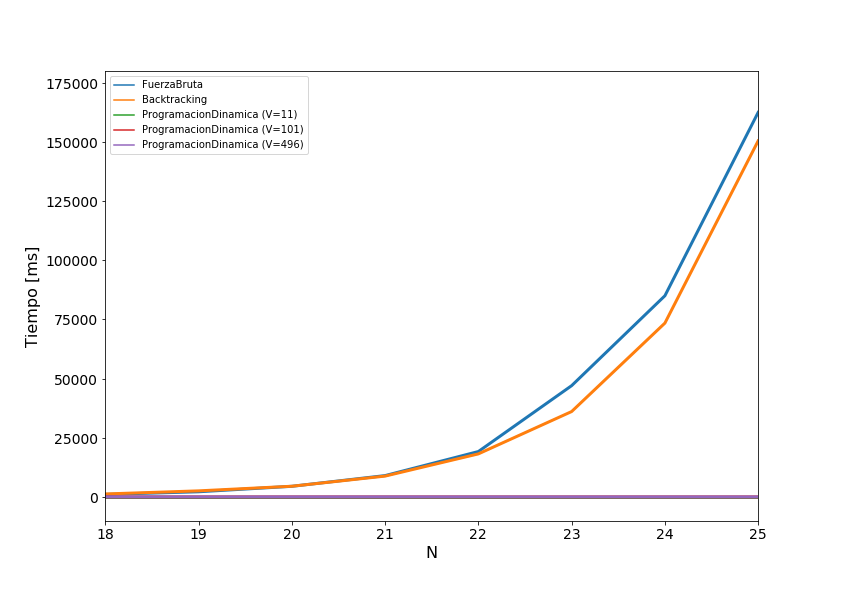 FuerzaBruta
Backtracking
ProgramacionDinamica (V=11)
ProgramacionDinamica (V=101)
ProgramacionDinamica (V=496)
Tiempo [ms]
175000
150000
125000
100000
75000
50000
25000
0
18 19 20 21 22 23 24 25
N